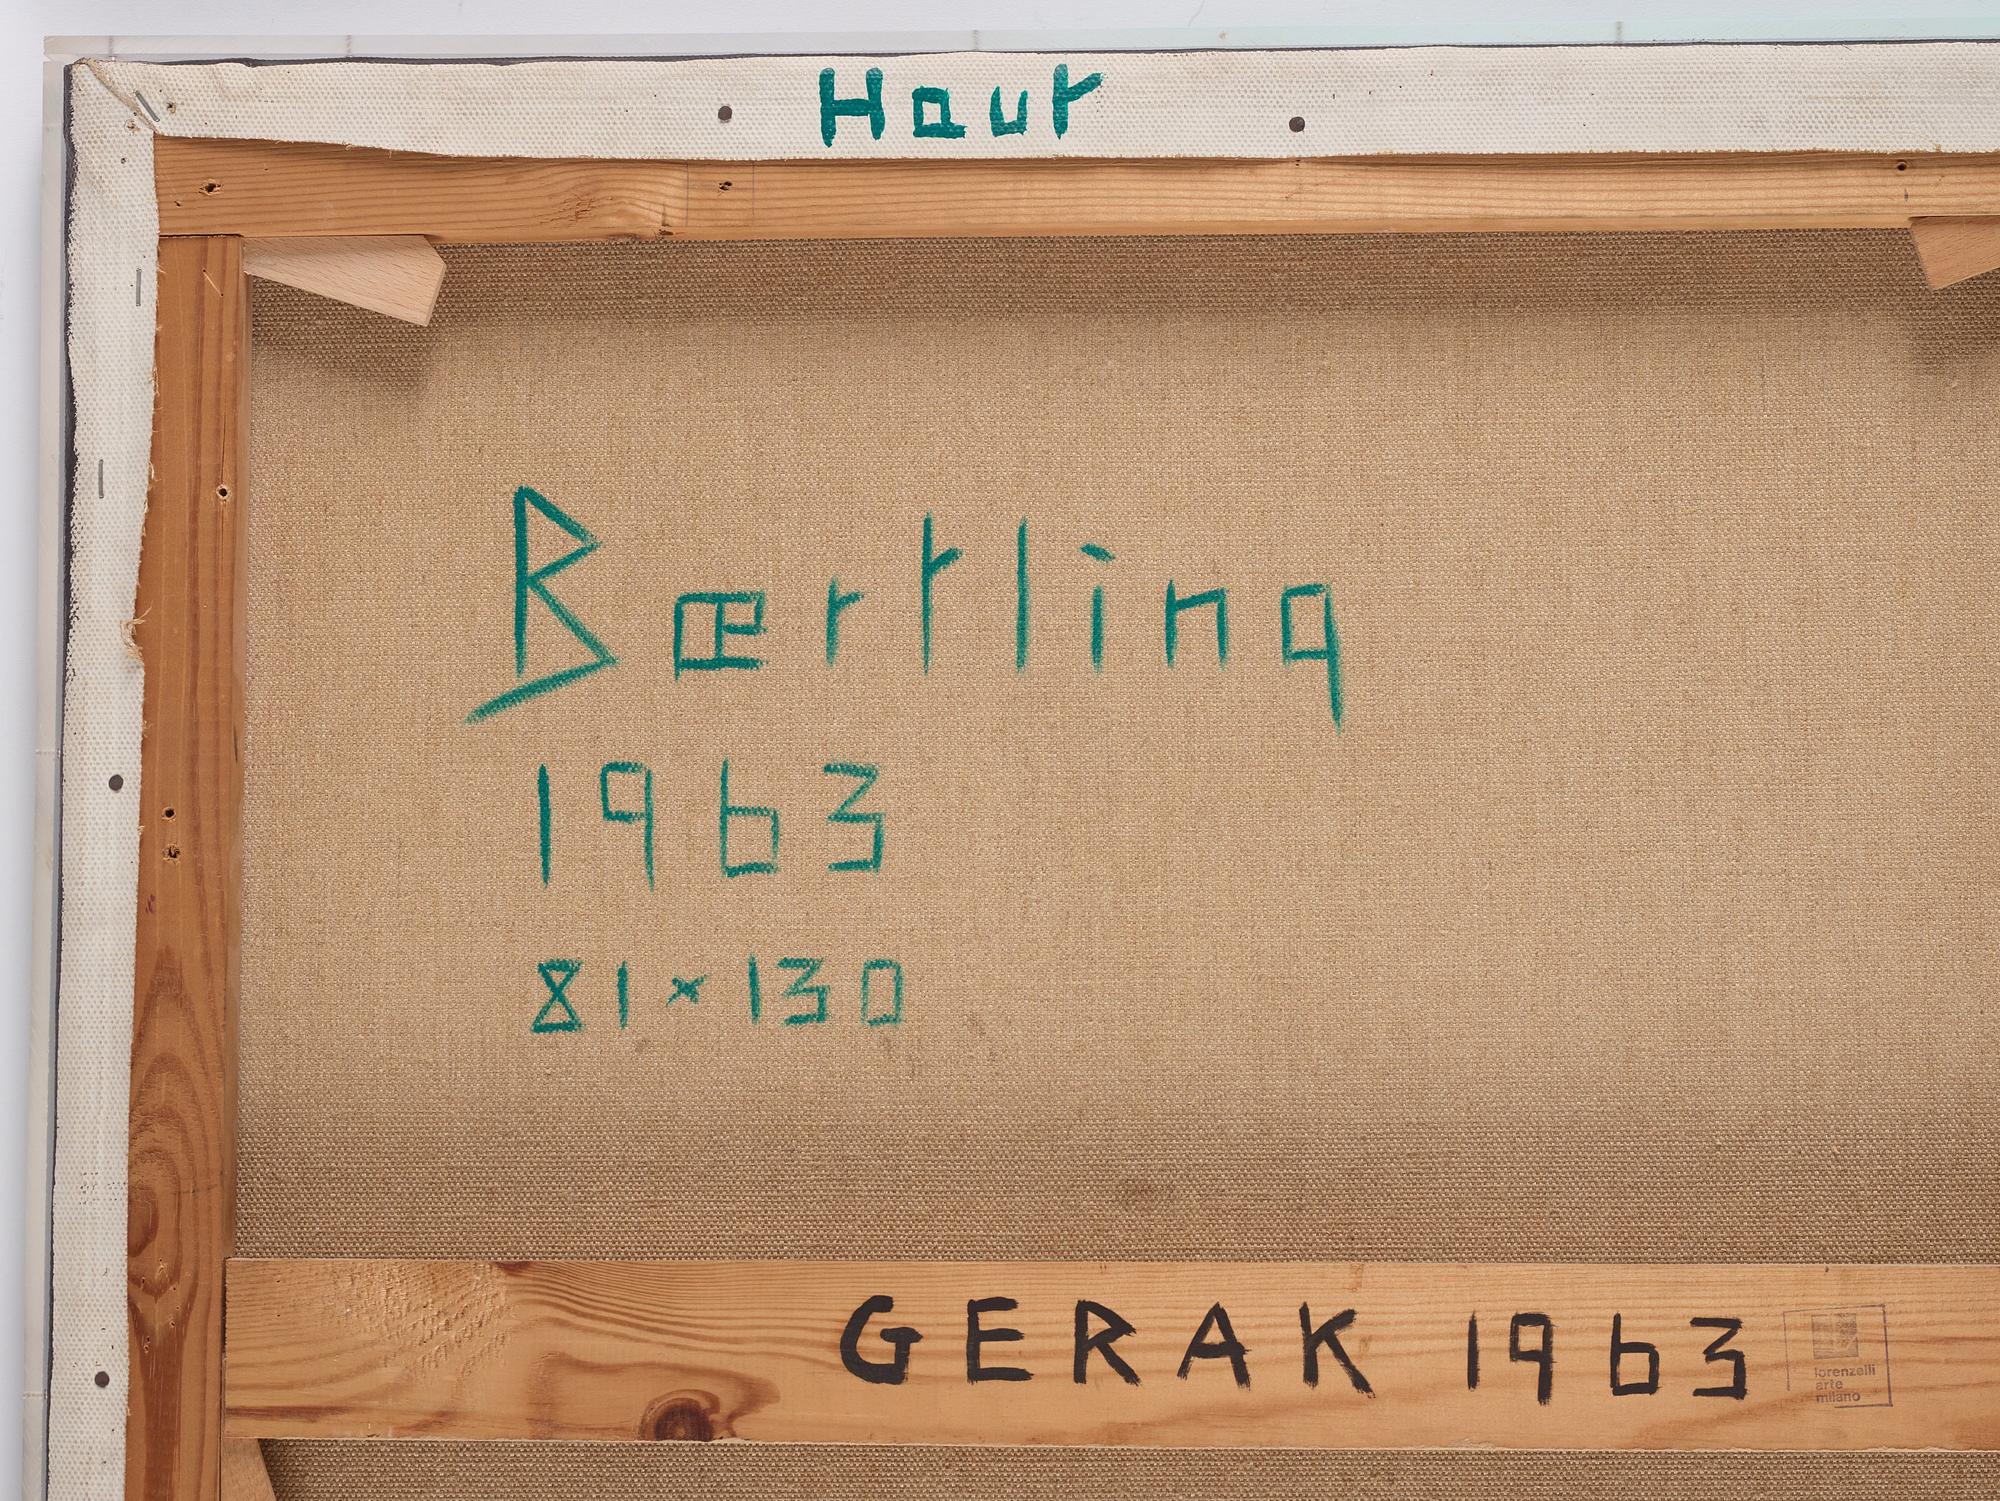 Haut
Bærtling
1963
81×130
GERAK 1963
lorenzelli
arte
milano